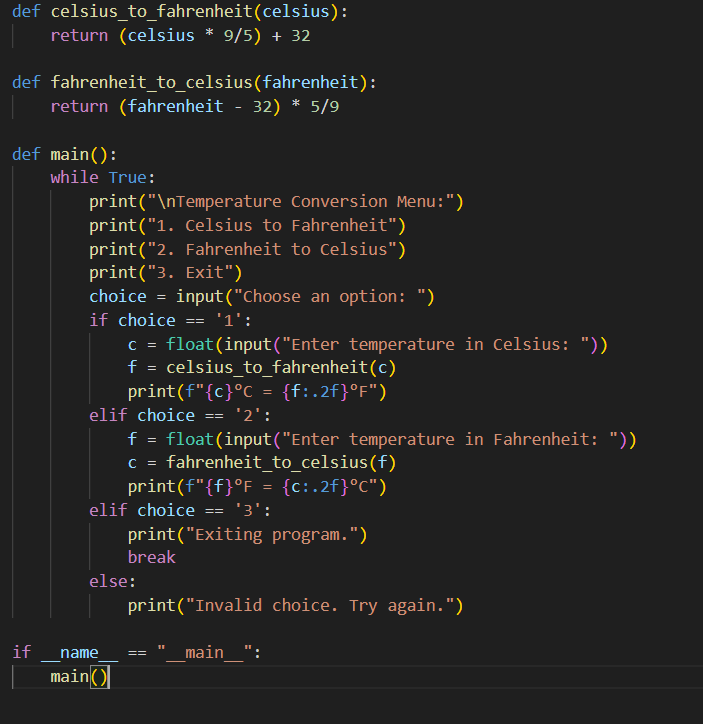 def celsius_to_fahrenheit(celsius):
    return (celsius * 9/5) + 32

def fahrenheit_to_celsius(fahrenheit):
    return (fahrenheit - 32) * 5/9

def main():
    while True:
        print("\nTemperature Conversion Menu:")
        print("1. Celsius to Fahrenheit")
        print("2. Fahrenheit to Celsius")
        print("3. Exit")
        choice = input("Choose an option: ")
        if choice == '1':
            c = float(input("Enter temperature in Celsius: "))
            f = celsius_to_fahrenheit(c)
            print(f"{c}°C = {f:.2f}°F")
        elif choice == '2':
            f = float(input("Enter temperature in Fahrenheit: "))
            c = fahrenheit_to_celsius(f)
            print(f"{f}°F = {c:.2f}°C")
        elif choice == '3':
            print("Exiting program.")
            break
        else:
            print("Invalid choice. Try again.")

if __name__ == "__main__":
    main()